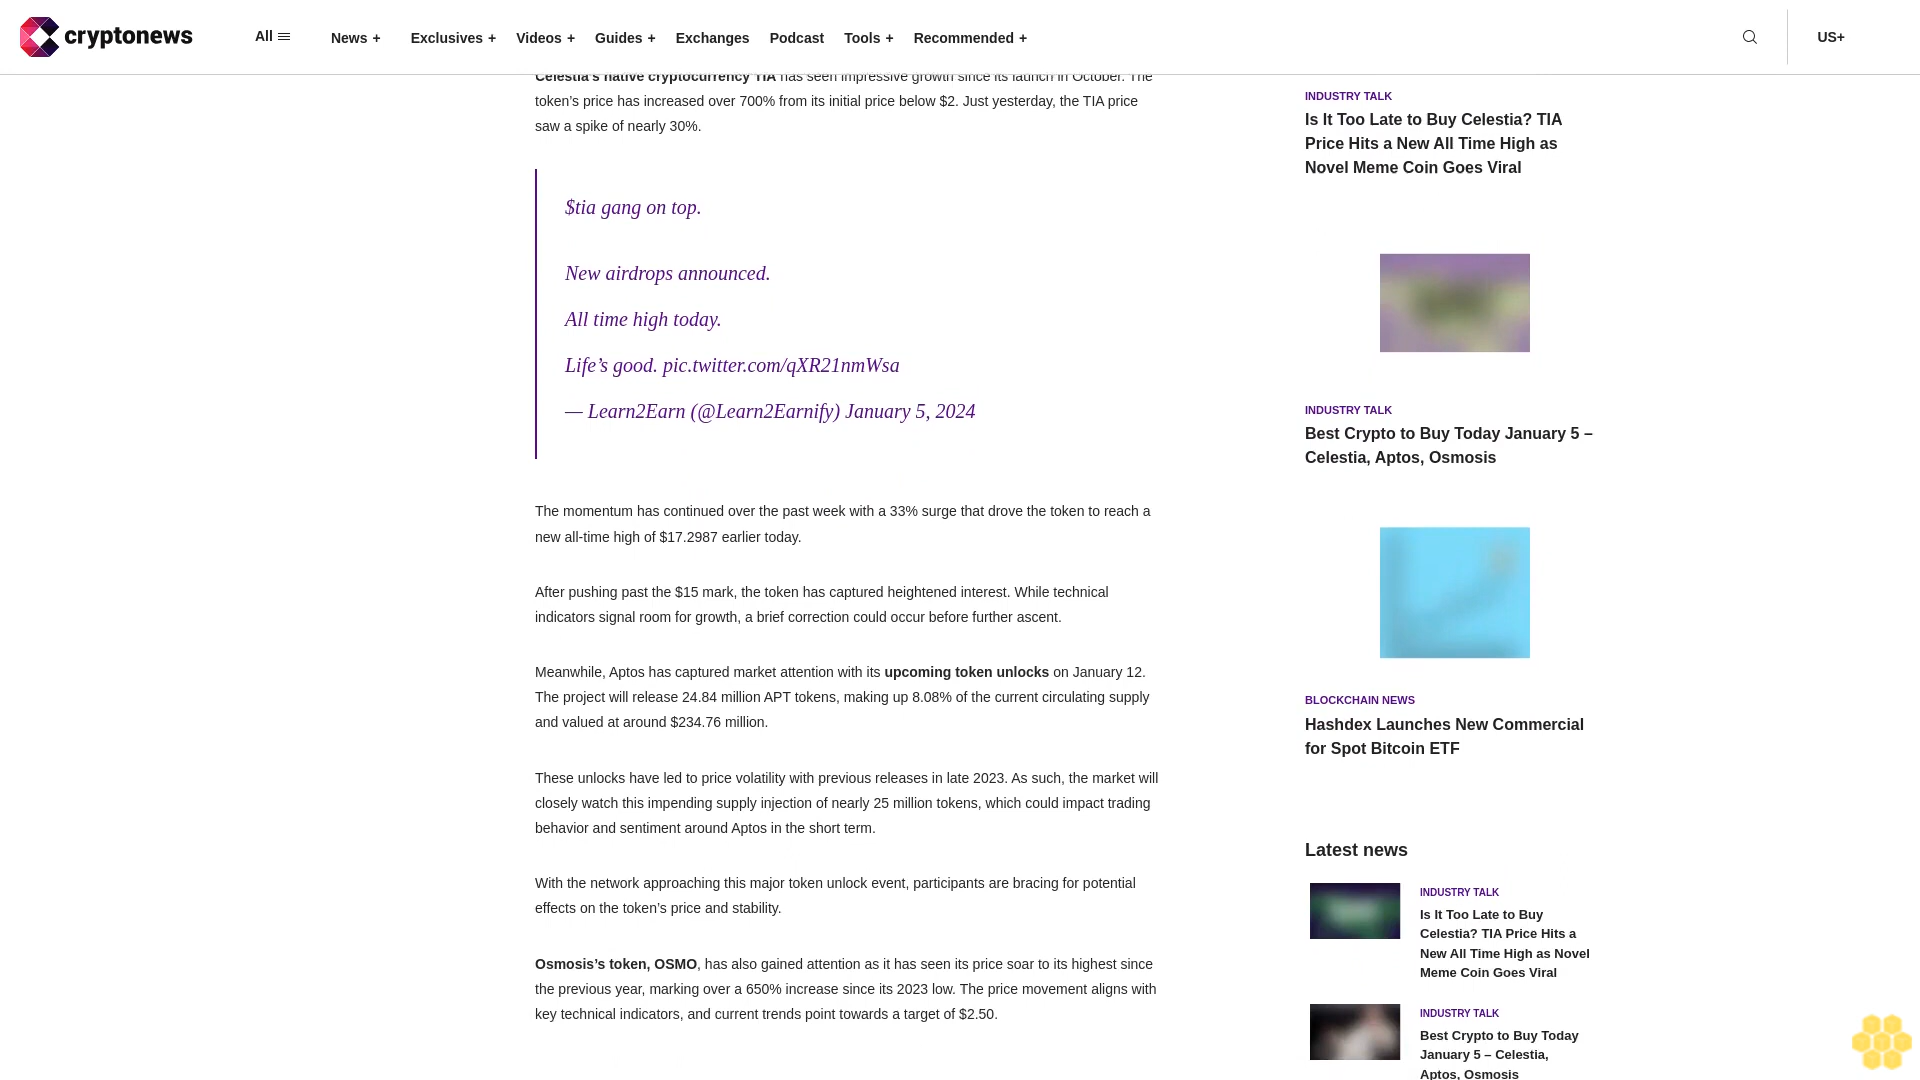 cryptonews
All
News +
Exclusives +
Videos +
Guides +
Exchanges
Podcast
Tools +
Recommended +
US+
Celestia's native cryptocurrency TIA has seen impressive growth since its launch in October. The
token’s price has increased over 700% from its initial price below $2. Just yesterday, the TIA price
saw a spike of nearly 30%.
$tia gang on top.
New airdrops announced.
All time high today.
Life’s good. pic.twitter.com/qXR21nmWsa
— Learn2Earn (@Learn2Earnify) January 5, 2024
The momentum has continued over the past week with a 33% surge that drove the token to reach a
new all-time high of $17.2987 earlier today.
After pushing past the $15 mark, the token has captured heightened interest. While technical
indicators signal room for growth, a brief correction could occur before further ascent.
Meanwhile, Aptos has captured market attention with its upcoming token unlocks on January 12.
The project will release 24.84 million APT tokens, making up 8.08% of the current circulating supply
and valued at around $234.76 million.
These unlocks have led to price volatility with previous releases in late 2023. As such, the market will
closely watch this impending supply injection of nearly 25 million tokens, which could impact trading
behavior and sentiment around Aptos in the short term.
With the network approaching this major token unlock event, participants are bracing for potential
effects on the token’s price and stability.
Osmosis’s token, OSMO, has also gained attention as it has seen its price soar to its highest since
the previous year, marking over a 650% increase since its 2023 low. The price movement aligns with
key technical indicators, and current trends point towards a target of $2.50.
INDUSTRY TALK
Is It Too Late to Buy Celestia? TIA
Price Hits a New All Time High as
Novel Meme Coin Goes Viral
INDUSTRY TALK
Best Crypto to Buy Today January 5 –
Celestia, Aptos, Osmosis
BLOCKCHAIN NEWS
Hashdex Launches New Commercial
for Spot Bitcoin ETF
Latest news
INDUSTRY TALK
Is It Too Late to Buy
Celestia? TIA Price Hits a
New All Time High as Novel
Meme Coin Goes Viral
INDUSTRY TALK
Best Crypto to Buy Today
January 5 – Celestia,
Aptos, Osmosis